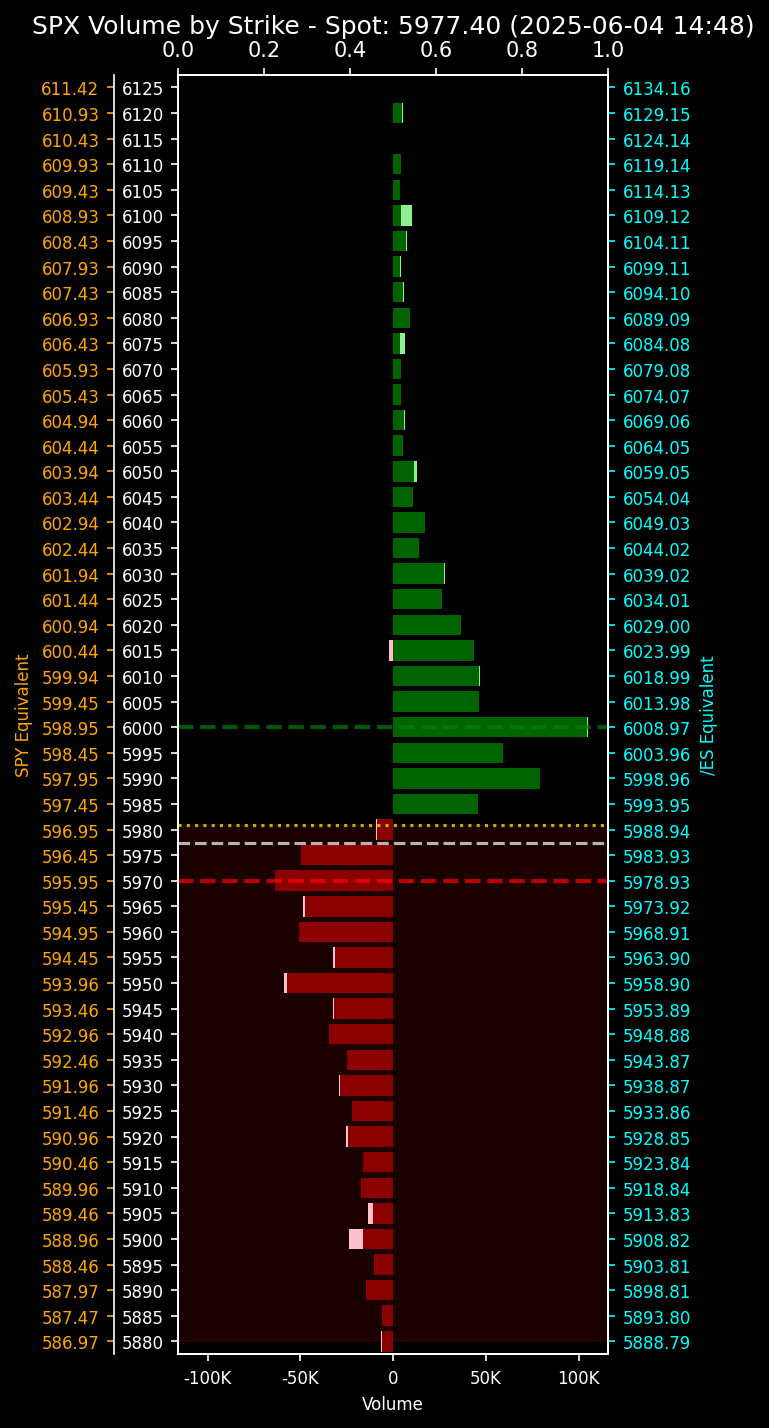 SPX Volume by Strike - Spot: 5977.40 (2025-06-04 14:48)
0.0 0.2 0.4 0.6 0.8 1.0
611.42 6125 6134.16
610.93 6120 6129.15
610.43 6115 6124.14
609.93 6110 6119.14
609.43 6105 6114.13
608.93 6100 6109.12
608.43 6095 6104.11
607.93 6090 6099.11
607.43 6085 6094.10
606.93 6080 6089.09
606.43 6075 6084.08
605.93 6070 6079.08
605.43 6065 6074.07
604.94 6060 6069.06
604.44 6055 6064.05
603.94 6050 6059.05
603.44 6045 6054.04
602.94 6040 6049.03
602.44 6035 6044.02
601.94 6030 6039.02
601.44 6025 6034.01
600.94 6020 6029.00
600.44 6015 6023.99
599.94 6010 6018.99
599.45 6005 6013.98
598.95 6000 6008.97
598.45 5995 6003.96
597.95 5990 5998.96
597.45 5985 5993.95
596.95 5980 5988.94
596.45 5975 5983.93
595.95 5970 5978.93
595.45 5965 5973.92
594.95 5960 5968.91
594.45 5955 5963.90
593.96 5950 5958.90
593.46 5945 5953.89
592.96 5940 5948.88
592.46 5935 5943.87
591.96 5930 5938.87
591.46 5925 5933.86
590.96 5920 5928.85
590.46 5915 5923.84
589.96 5910 5918.84
589.46 5905 5913.83
588.96 5900 5908.82
588.46 5895 5903.81
587.97 5890 5898.81
587.47 5885 5893.80
586.97 5880 5888.79
SPY Equivalent
/ES Equivalent
-100K -50K 0 50K 100K
Volume